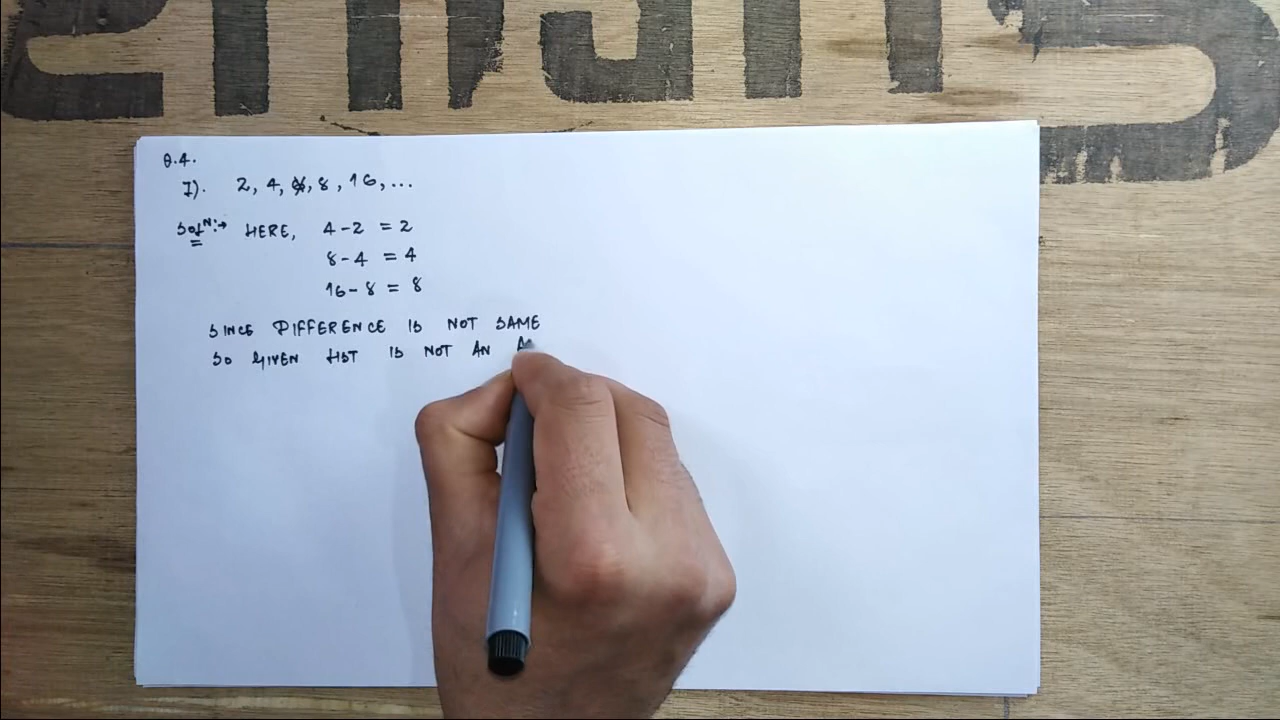 Q.4.
I). 2, 4, 8, 16, ...
SolN:→ HERE, 4-2 = 2
8-4 = 4
16-8 = 8
SINCE DIFFERENCE IS NOT SAME
SO GIVEN LIST IS NOT AN